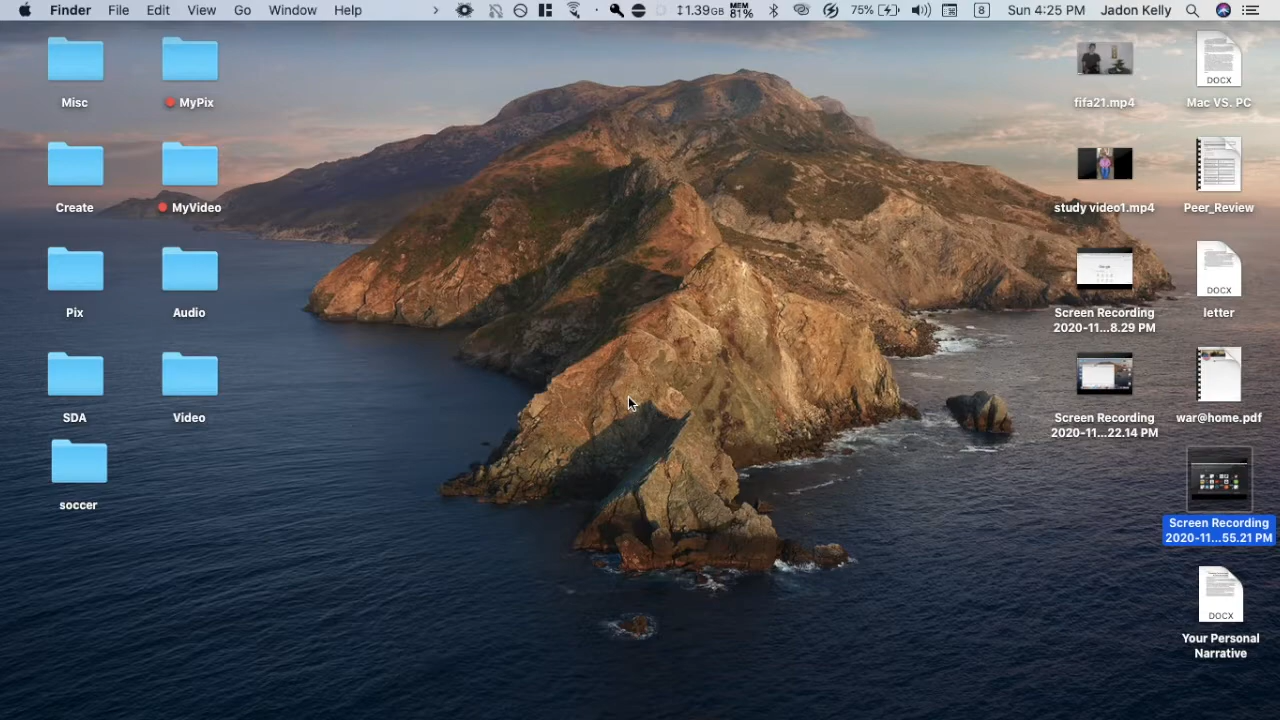 Finder File Edit View Go Window Help 1.39GB MEM 81% 75% 8 Sun 4:25 PM Jadon Kelly
Misc
MyPix
fifa21.mp4
DOCX
Mac VS. PC
Create
MyVideo
study video1.mp4
Peer_Review
Pix
Audio
Screen Recording
2020-11...8.29 PM
DOCX
letter
SDA
Video
Screen Recording
2020-11...22.14 PM
war@home.pdf
soccer
Screen Recording
2020-11...55.21 PM
DOCX
Your Personal
Narrative